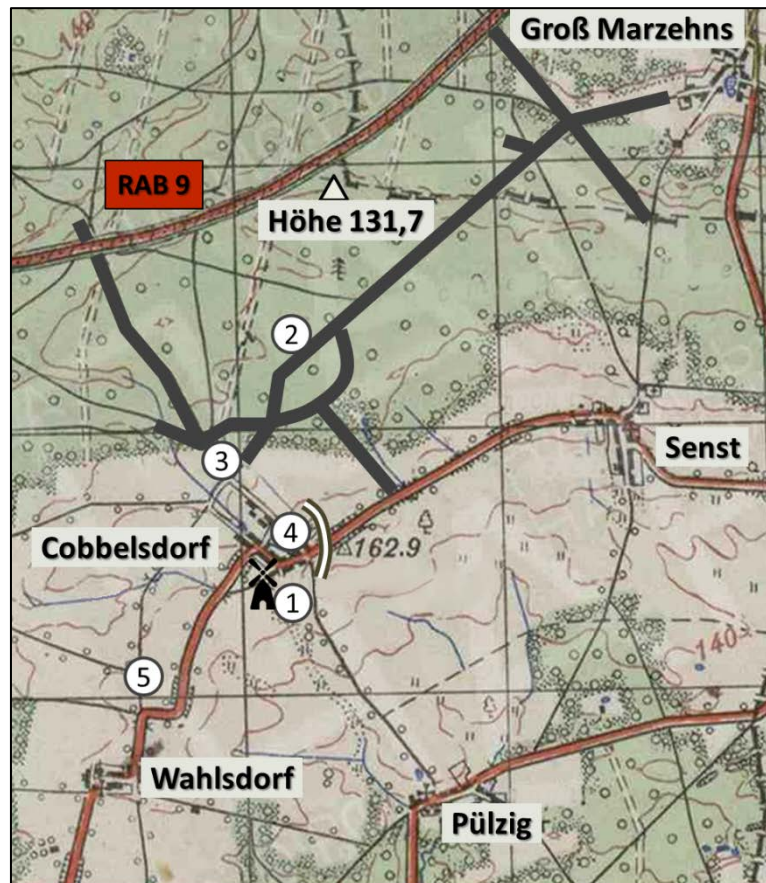 140
Groß Marzehns
RAB 9
Höhe 131,7
2
3
Senst
4
Cobbelsdorf
162.9
1
140
5
Wahlsdorf
Pülzig